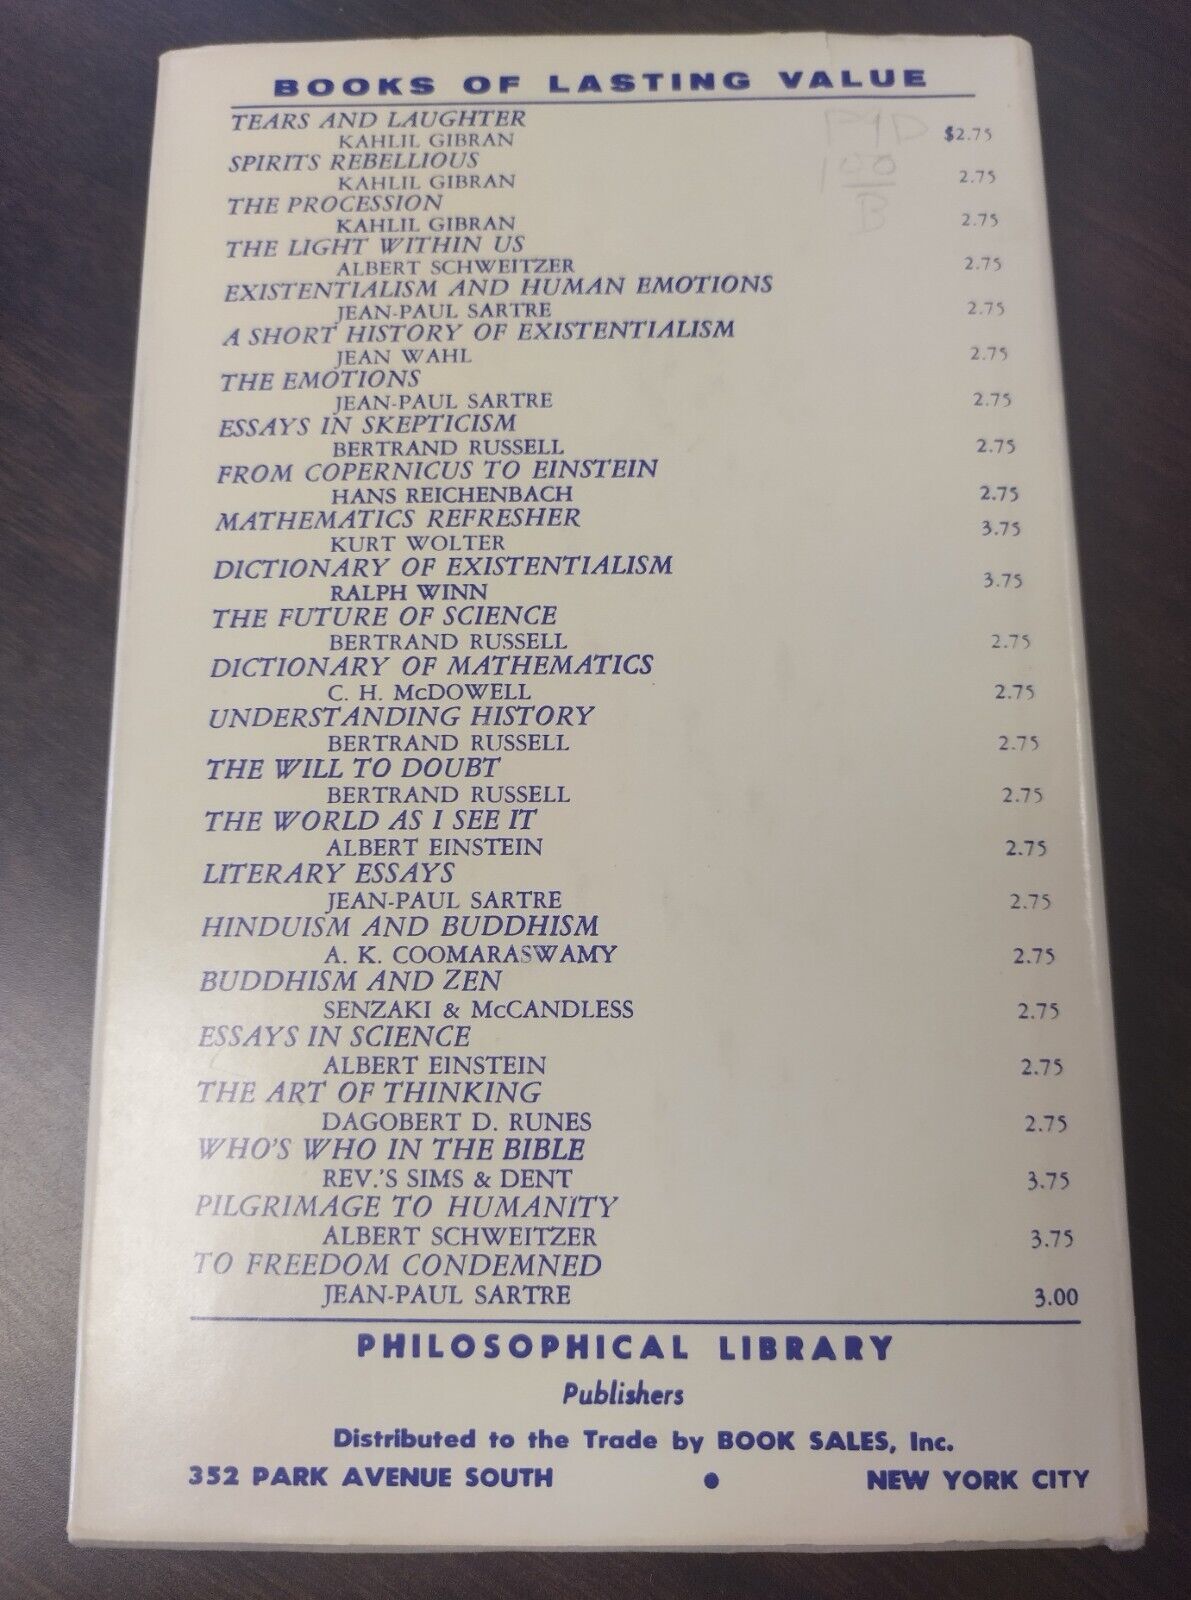 BOOKS OF LASTING VALUE
TEARS AND LAUGHTER
KAHLIL GIBRAN $2.75
SPIRITS REBELLIOUS
KAHLIL GIBRAN 2.75
THE PROCESSION
KAHLIL GIBRAN 2.75
THE LIGHT WITHIN US
ALBERT SCHWEITZER 2.75
EXISTENTIALISM AND HUMAN EMOTIONS
JEAN-PAUL SARTRE 2.75
A SHORT HISTORY OF EXISTENTIALISM
JEAN WAHL 2.75
THE EMOTIONS
JEAN-PAUL SARTRE 2.75
ESSAYS IN SKEPTICISM
BERTRAND RUSSELL 2.75
FROM COPERNICUS TO EINSTEIN
HANS REICHENBACH 2.75
MATHEMATICS REFRESHER
KURT WOLTER 3.75
DICTIONARY OF EXISTENTIALISM
RALPH WINN 3.75
THE FUTURE OF SCIENCE
BERTRAND RUSSELL 2.75
DICTIONARY OF MATHEMATICS
C. H. McDOWELL 2.75
UNDERSTANDING HISTORY
BERTRAND RUSSELL 2.75
THE WILL TO DOUBT
BERTRAND RUSSELL 2.75
THE WORLD AS I SEE IT
ALBERT EINSTEIN 2.75
LITERARY ESSAYS
JEAN-PAUL SARTRE 2.75
HINDUISM AND BUDDHISM
A. K. COOMARASWAMY 2.75
BUDDHISM AND ZEN
SENZAKI & McCANDLESS 2.75
ESSAYS IN SCIENCE
ALBERT EINSTEIN 2.75
THE ART OF THINKING
DAGOBERT D. RUNES 2.75
WHO'S WHO IN THE BIBLE
REV.'S SIMS & DENT 3.75
PILGRIMAGE TO HUMANITY
ALBERT SCHWEITZER 3.75
TO FREEDOM CONDEMNED
JEAN-PAUL SARTRE 3.00
PHILOSOPHICAL LIBRARY
Publishers
Distributed to the Trade by BOOK SALES, Inc.
352 PARK AVENUE SOUTH • NEW YORK CITY